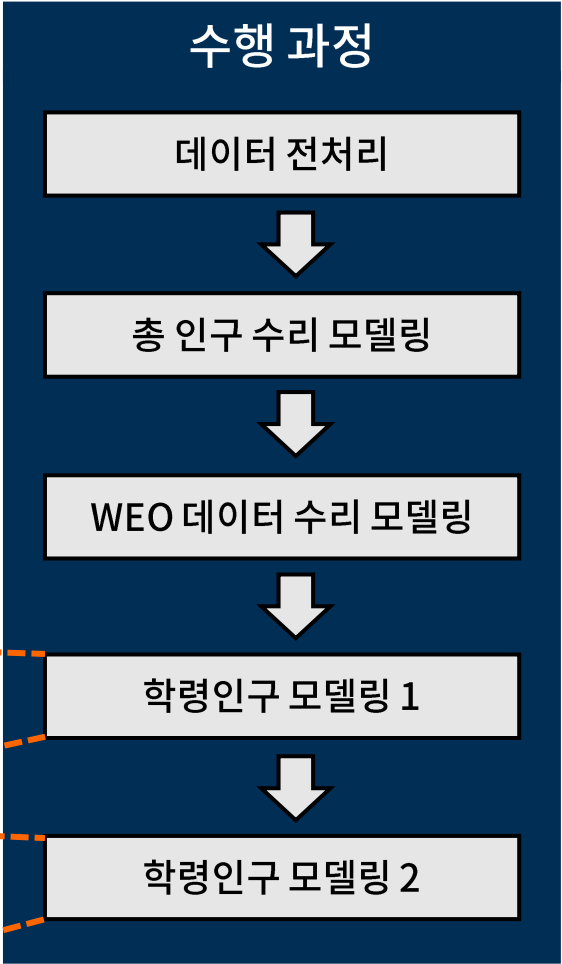 수행 과정
데이터 전처리
총 인구 수리 모델링
WEO 데이터 수리 모델링
학령인구 모델링 1
학령인구 모델링 2